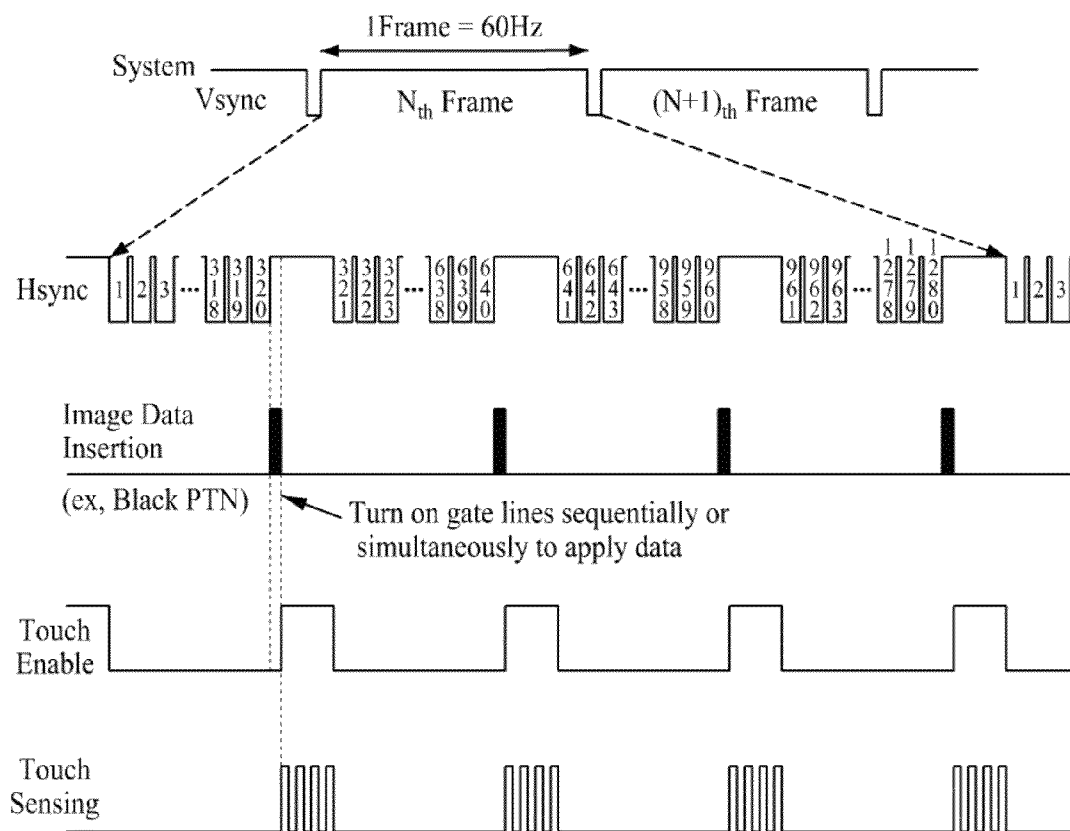 1Frame = 60Hz
System
Vsync
Nth Frame
(N+1)th Frame
Hsync
1 2 3 ... 318 319 320 321 322 323 ... 638 639 640 641 642 643 ... 958 959 960 961 962 963 ... 1278 1279 1280 1 2 3
Image Data
Insertion
(ex, Black PTN)
Turn on gate lines sequentially or
simultaneously to apply data
Touch
Enable
Touch
Sensing